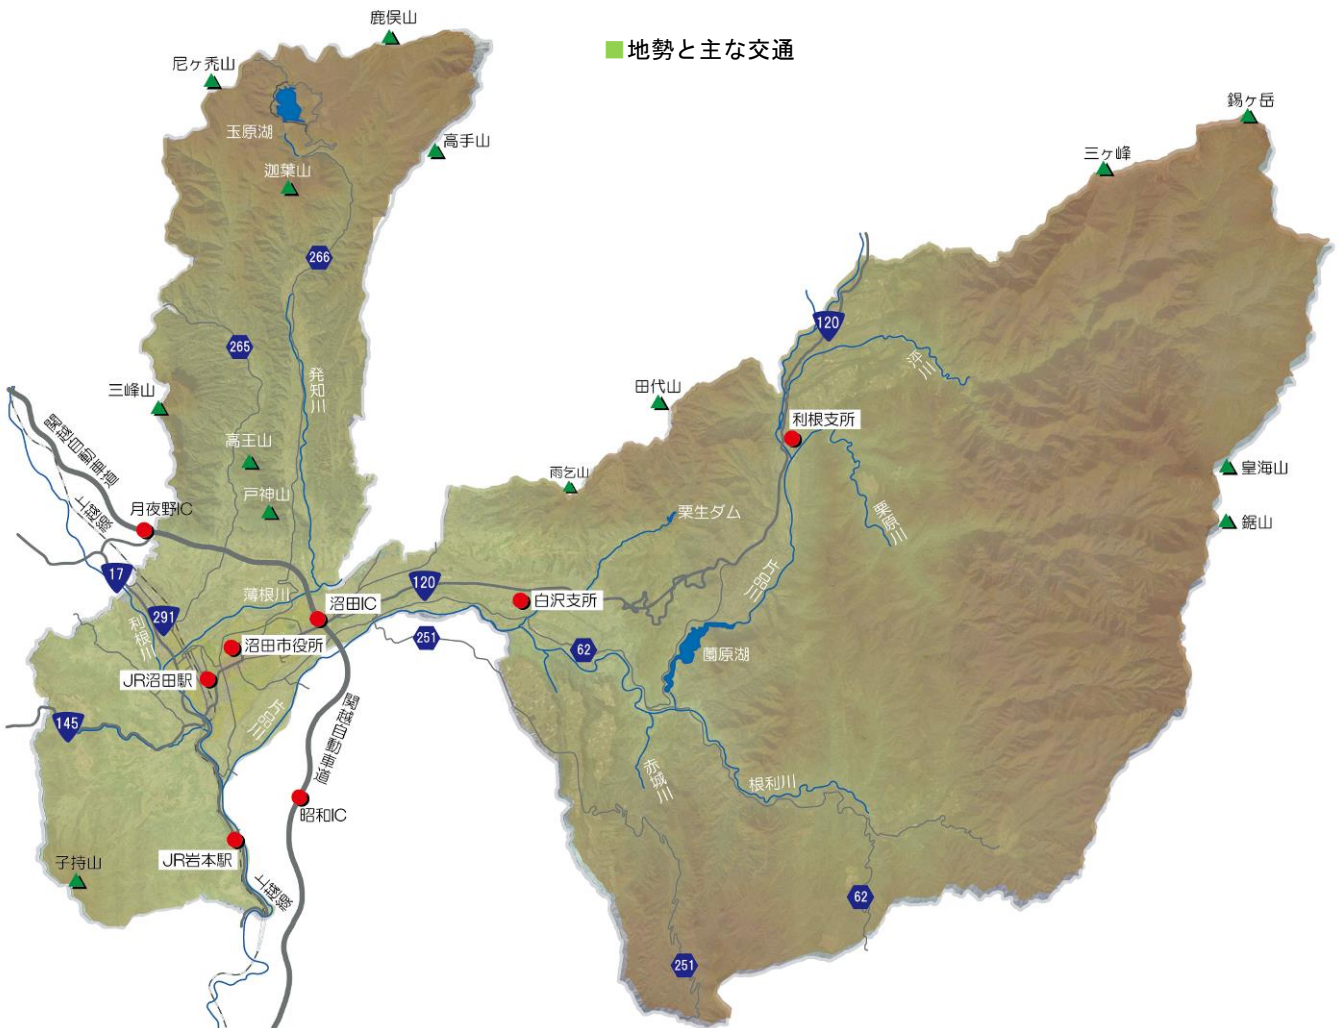 鹿俣山
地勢と主な交通
尼ヶ禿山
錫ヶ岳
玉原湖
高手山
三ヶ峰
迦葉山
266
120
265
泙川
発知川
三峰山
田代山
利根支所
関越自動車道
高王山
雨乞山
皇海山
戸神山
栗生ダム
栗原川
鋸山
上越線
月夜野IC
17
120
片品川
薄根川
沼田IC
白沢支所
291
利根川
沼田市役所
251
62
薗原湖
JR沼田駅
145
片品川
関越自動車道
赤城川
根利川
昭和IC
JR岩本駅
子持山
上越線
62
251